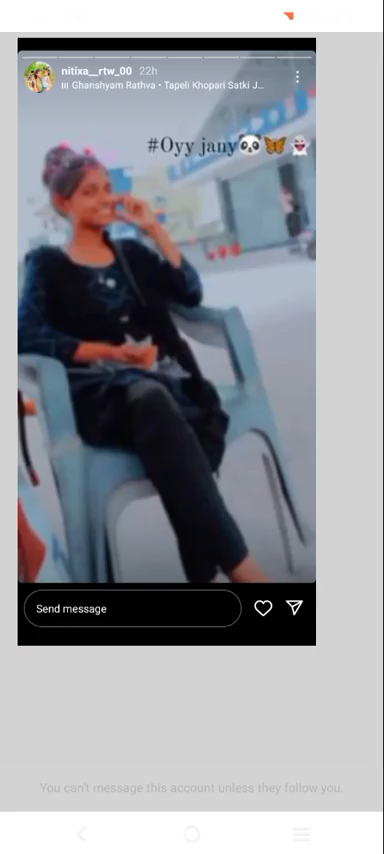 nitixa__rtw_00 22h
Ghanshyam Rathva • Tapeli Khopari Satki J...
#Oyy jany🐼🦋👻
Send message
You can't message this account unless they follow you.